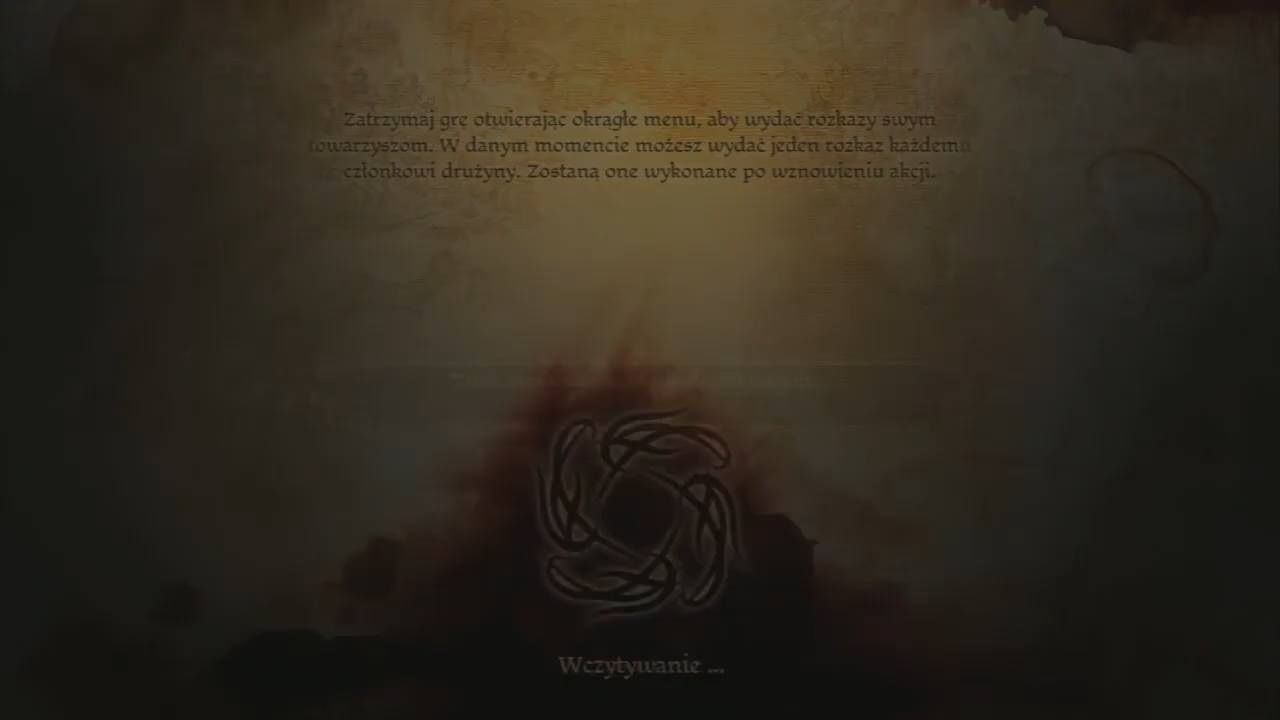 Zatrzymaj grę otwierając okrągłe menu, aby wydać rozkazy swym
towarzyszom. W danym momencie możesz wydać jeden rozkaz każdemu
członkowi drużyny. Zostaną one wykonane po wznowieniu akcji.
Wczytywanie ...